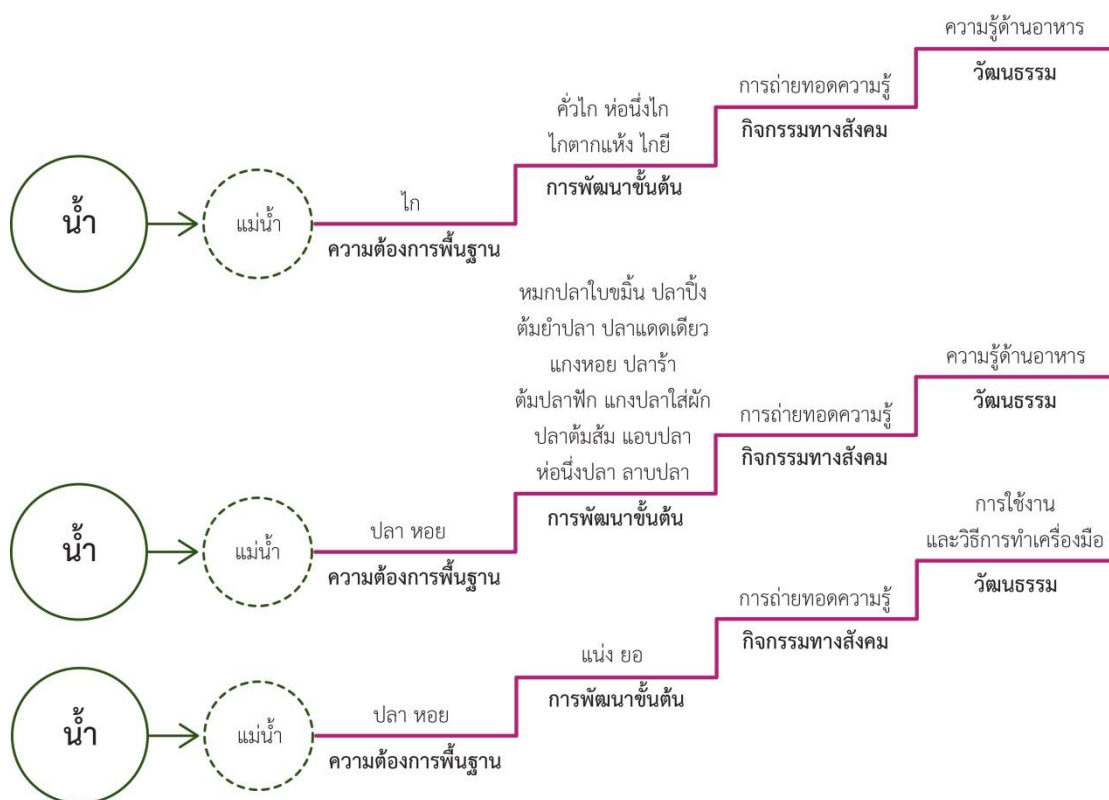 น้ำ
แม่น้ำ
ไก
ความต้องการพื้นฐาน
คั่วไก ห่อนึ่งไก
ไกตากแห้ง ไกยี
การพัฒนาขั้นต้น
การถ่ายทอดความรู้
กิจกรรมทางสังคม
ความรู้ด้านอาหาร
วัฒนธรรม
น้ำ
แม่น้ำ
ปลา หอย
ความต้องการพื้นฐาน
หมกปลาใบขมิ้น ปลาปิ้ง
ต้มยำปลา ปลาแดดเดียว
แกงหอย ปลาร้า
ต้มปลาฟัก แกงปลาใส่ผัก
ปลาต้มส้ม แอบปลา
ห่อนึ่งปลา ลาบปลา
การพัฒนาขั้นต้น
การถ่ายทอดความรู้
กิจกรรมทางสังคม
ความรู้ด้านอาหาร
วัฒนธรรม
น้ำ
แม่น้ำ
ปลา หอย
ความต้องการพื้นฐาน
แน่ง ยอ
การพัฒนาขั้นต้น
การถ่ายทอดความรู้
กิจกรรมทางสังคม
การใช้งาน
และวิธีการทำเครื่องมือ
วัฒนธรรม